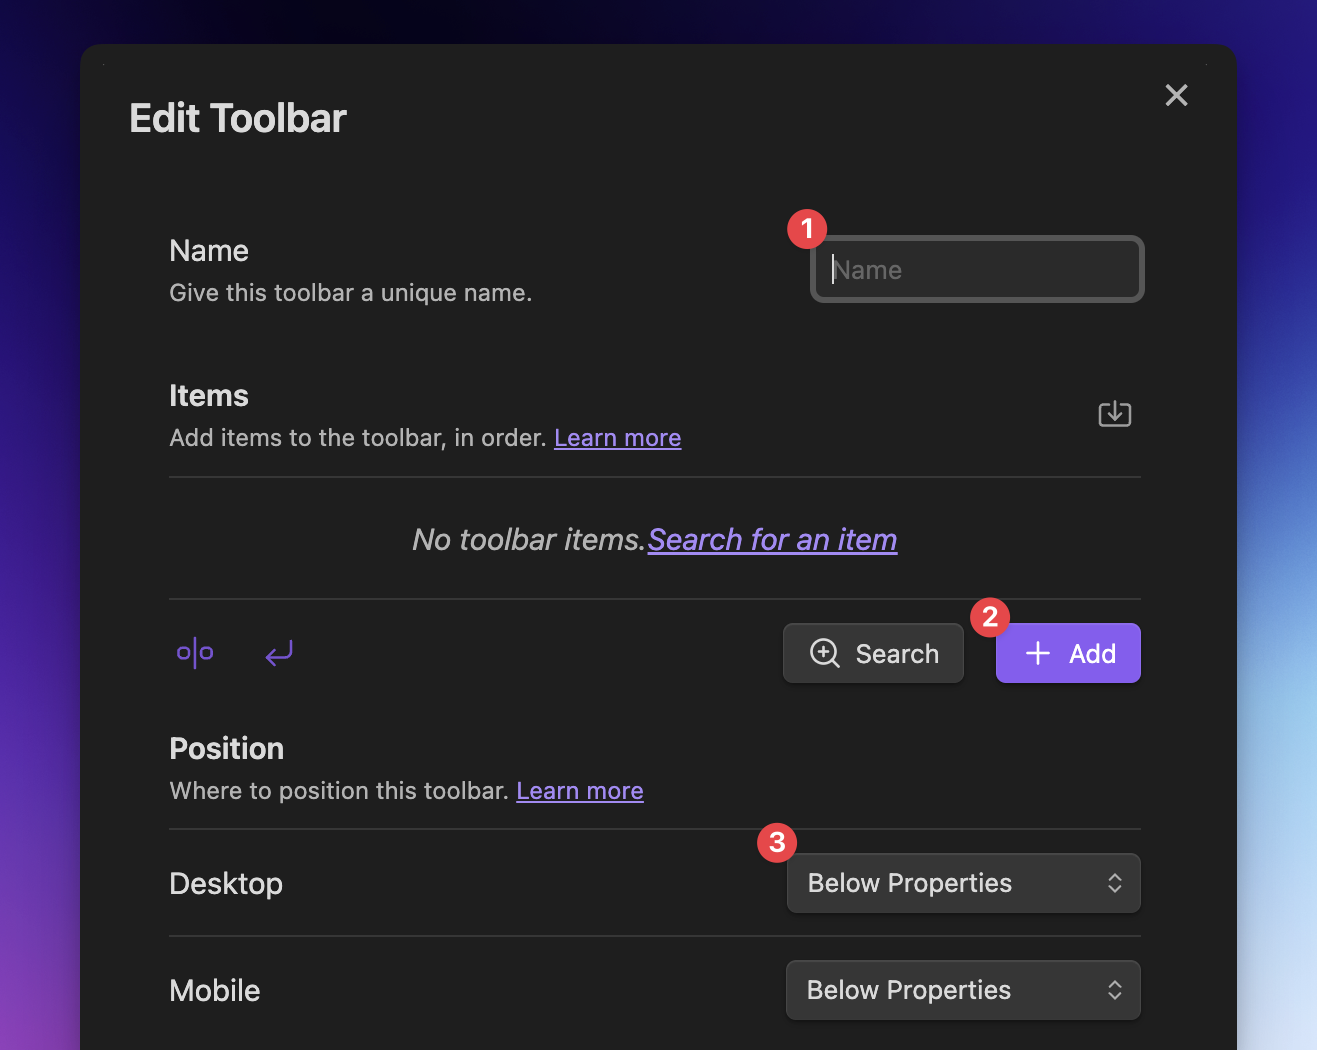 Edit Toolbar
Name
Give this toolbar a unique name.
1
Name
Items
Add items to the toolbar, in order. Learn more
No toolbar items.Search for an item
Search
2
Add
Position
Where to position this toolbar. Learn more
Desktop
3
Below Properties
Mobile
Below Properties